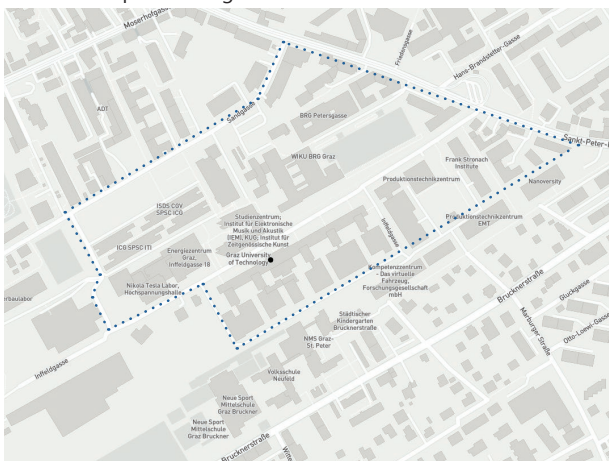 Moserhofgasse
Friedensgasse
Hans-Brandstetter-Gasse
ADT
Sandgasse
BRG Petersgasse
Sankt-Peter-
WIKU BRG Graz
Frank Stronach
Institute
Produktionstechnikzentrum
Nanoversity
ISDS CGV
SPSC ICG
Studienzentrum;
Institut für Elektronische
Musik und Akustik
(IEM), KUG; Institut für
Zeitgenössische Kunst
Inffeldgasse
Produktionstechnikzentrum
EMT
ICG SPSC ITI
Energiezentrum
Graz,
Inffeldgasse 18
Graz University
of Technology
Kompetenzzentrum
- Das virtuelle
Fahrzeug,
Forschungsgesellschaft
mbH
Nikola Tesla Labor,
Hochspannungshalle
Brucknerstraße
Gluckgasse
Marburger Straße
Otto-Loewi-Gasse
Städtischer
Kindergarten
Brucknerstraße
NMS Graz-
St. Peter
Inffeldgasse
Volksschule
Neufeld
Neue Sport
Mittelschule
Graz Bruckner
Neue Sport
Mittelschule
Graz Bruckner
Brucknerstraße